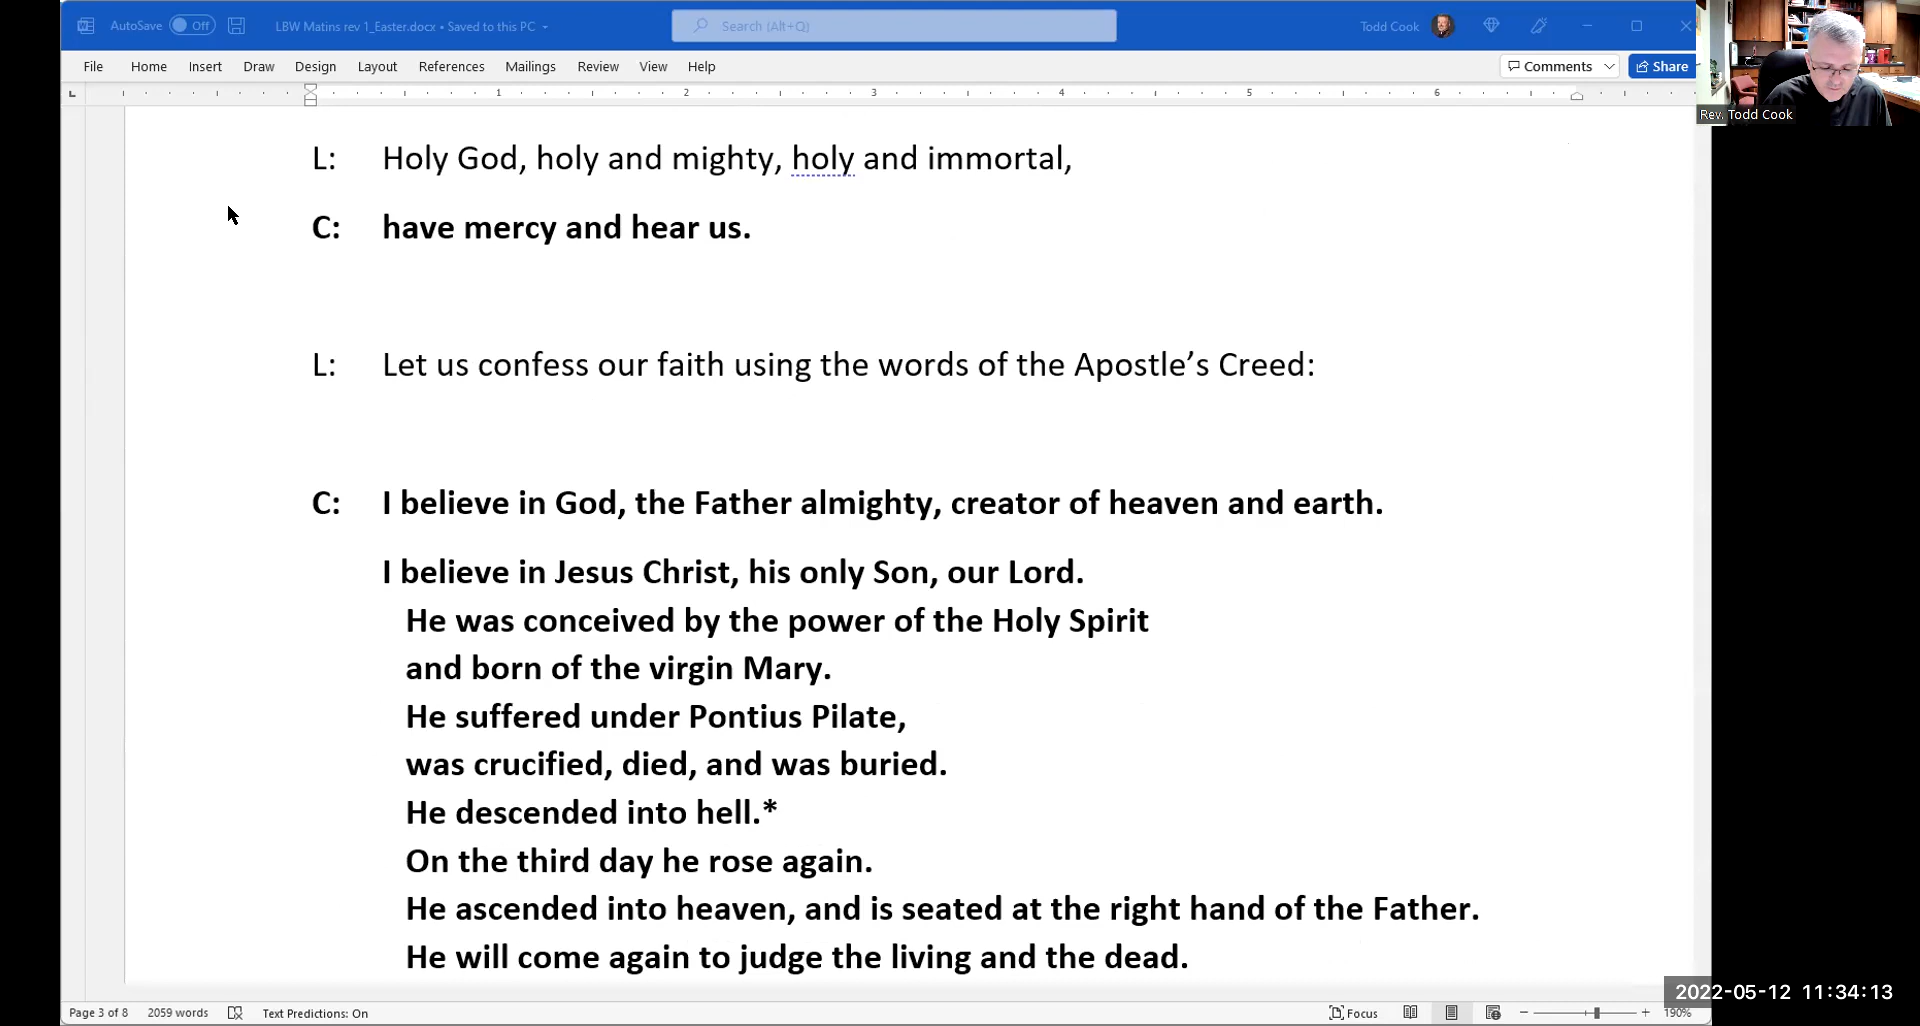 AutoSave Off LBW Matins rev 1_Easter.docx • Saved to this PC Search (Alt+Q) Todd Cook
File Home Insert Draw Design Layout References Mailings Review View Help Comments Share
1 2 3 4 5 6
Rev. Todd Cook
L: Holy God, holy and mighty, holy and immortal,
C: have mercy and hear us.
L: Let us confess our faith using the words of the Apostle’s Creed:
C: I believe in God, the Father almighty, creator of heaven and earth.
I believe in Jesus Christ, his only Son, our Lord.
He was conceived by the power of the Holy Spirit
and born of the virgin Mary.
He suffered under Pontius Pilate,
was crucified, died, and was buried.
He descended into hell.*
On the third day he rose again.
He ascended into heaven, and is seated at the right hand of the Father.
He will come again to judge the living and the dead.
2022-05-12 11:34:13
Page 3 of 8 2059 words Text Predictions: On Focus 190%